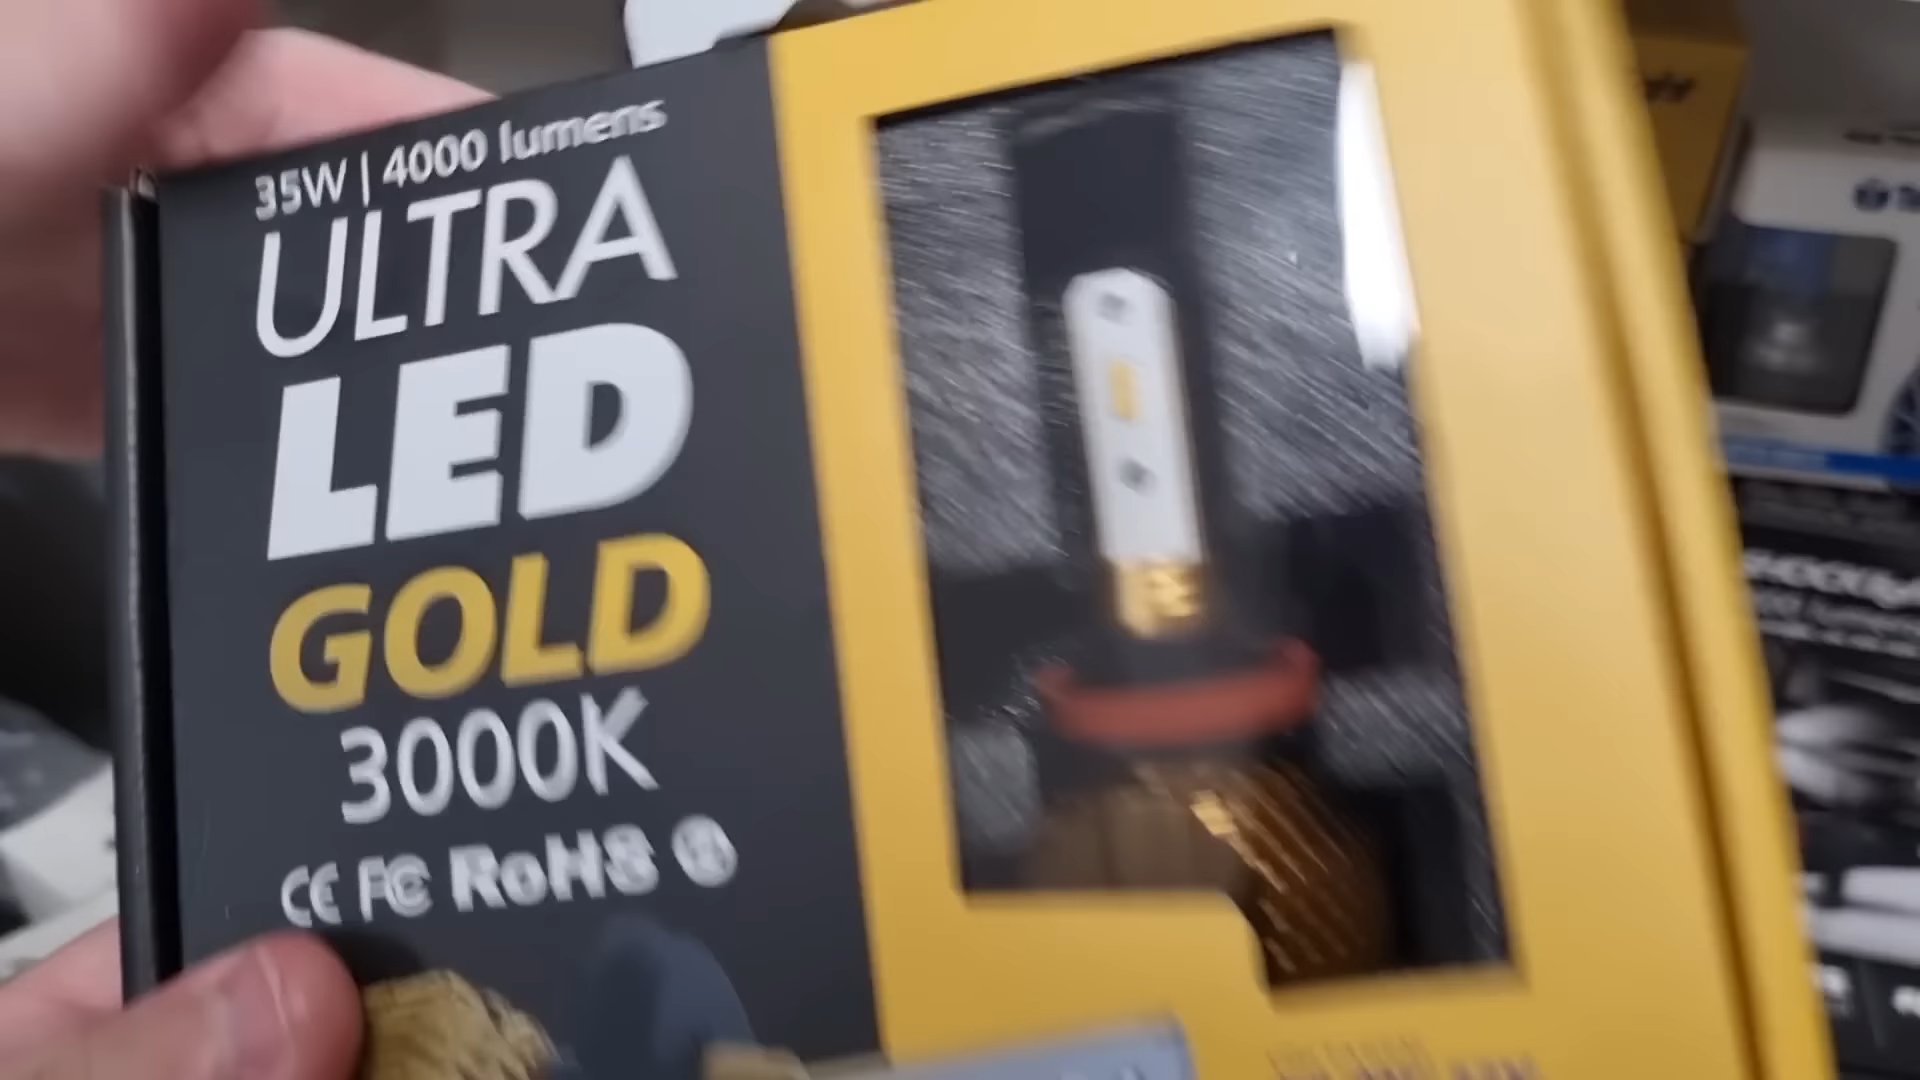 35W | 4000 lumens
ULTRA
LED
GOLD
3000K
CE FC RoHS